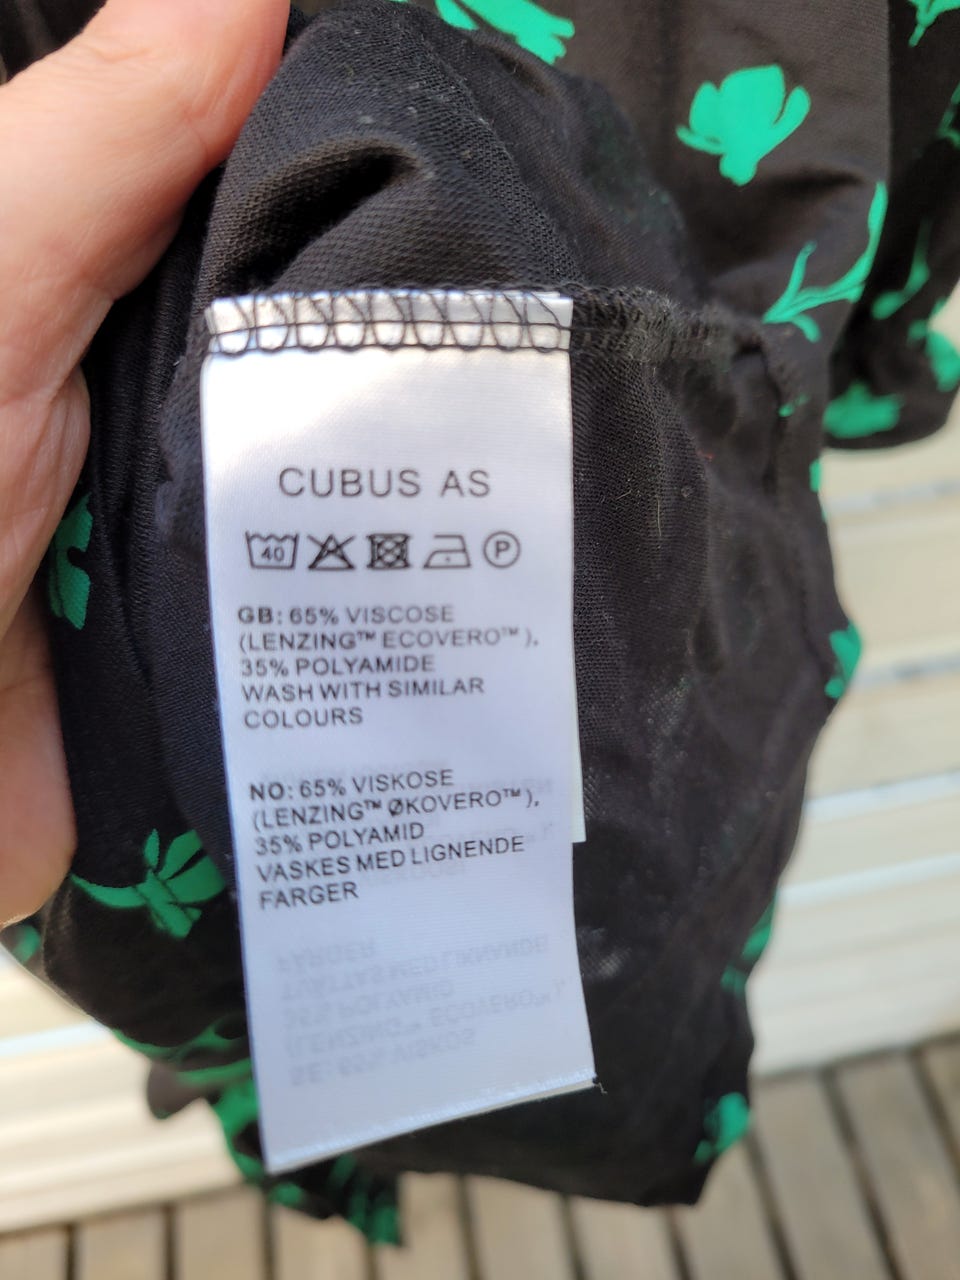 CUBUS AS
40 P
GB: 65% VISCOSE
(LENZING™ ECOVERO™),
35% POLYAMIDE
WASH WITH SIMILAR
COLOURS
NO: 65% VISKOSE
(LENZING™ ØKOVERO™),
35% POLYAMID
VASKES MED LIGNENDE
FARGER